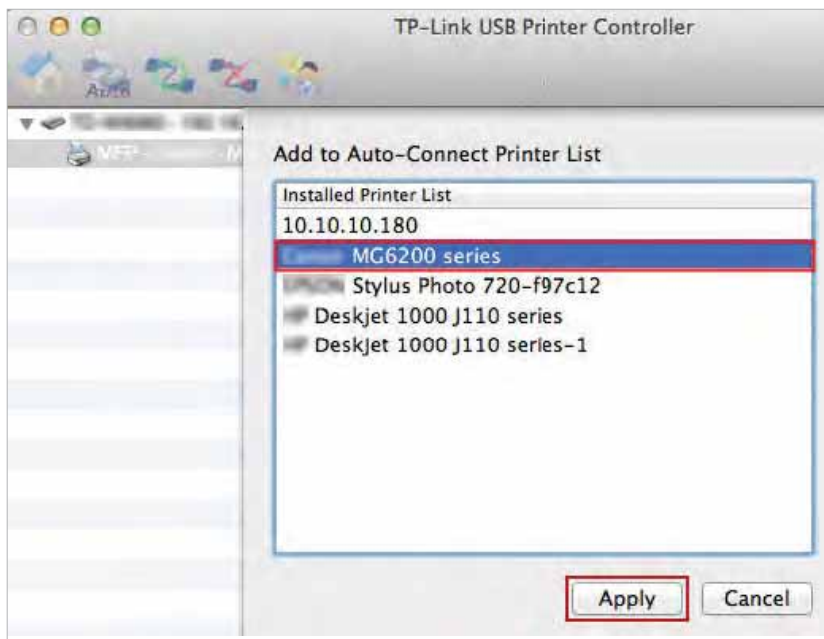 TP-Link USB Printer Controller
Auto
Add to Auto-Connect Printer List
Installed Printer List
10.10.10.180
MG6200 series
Stylus Photo 720-f97c12
Deskjet 1000 J110 series
Deskjet 1000 J110 series-1
Apply
Cancel